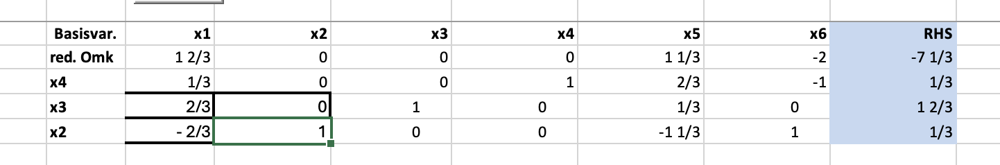 Basisvar. x1 x2 x3 x4 x5 x6 RHS
red. Omk 1 2/3 0 0 0 1 1/3 -2 -7 1/3
x4 1/3 0 0 1 2/3 -1 1/3
x3 2/3 0 1 0 1/3 0 1 2/3
x2 - 2/3 1 0 0 -1 1/3 1 1/3